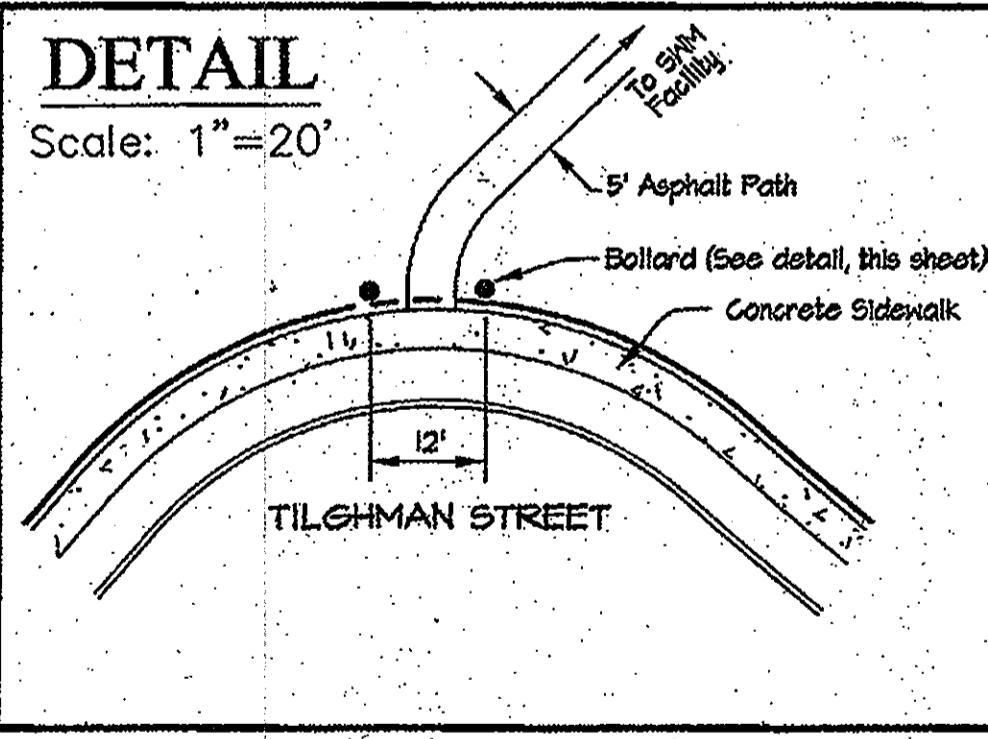 DETAIL
Scale: 1"=20'
To SWM
Facility
5' Asphalt Path
Bollard (See detail, this sheet)
Concrete Sidewalk
12'
TILGHMAN STREET